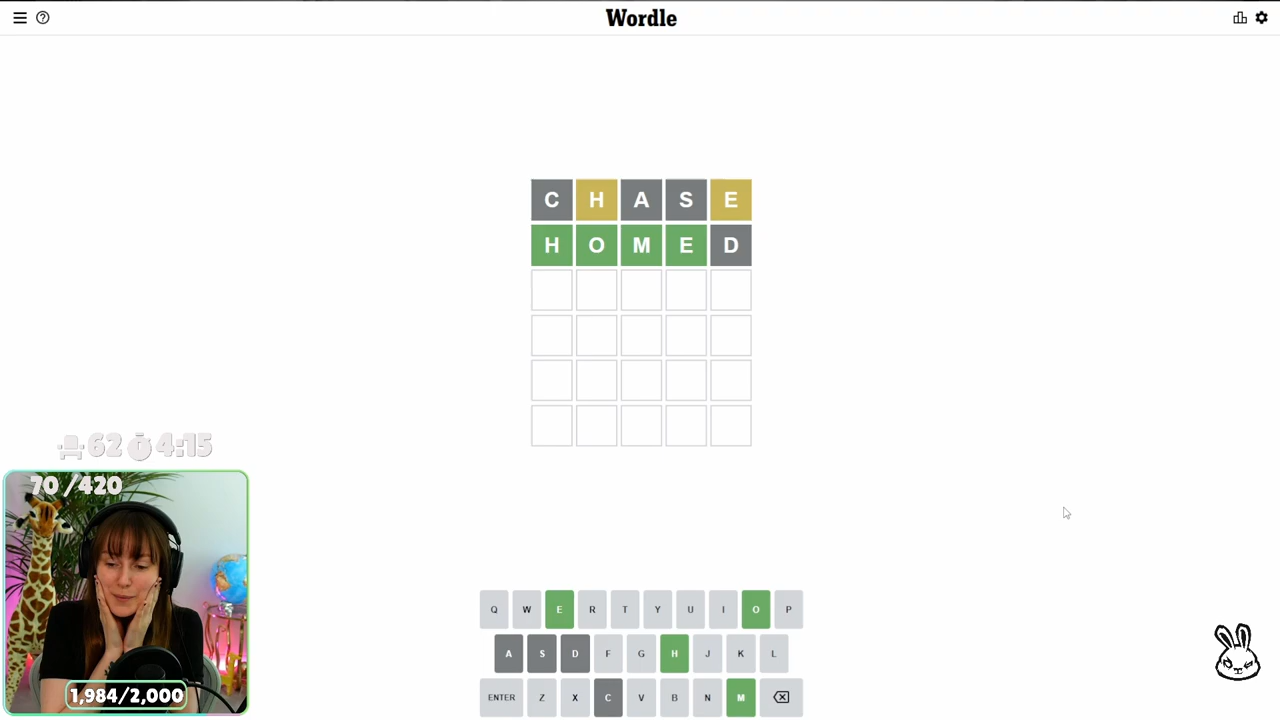 Wordle
C H A S E
H O M E D
62 4:15
70 /420
1,984/2,000
Q W E R T Y U I O P
A S D F G H J K L
ENTER Z X C V B N M